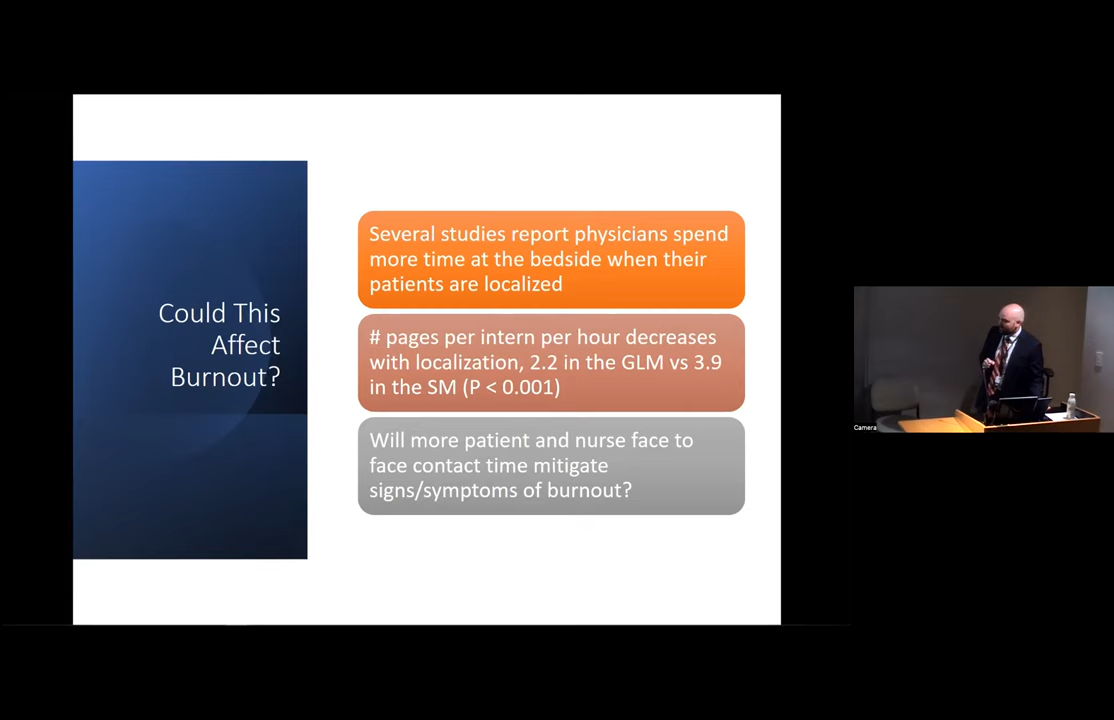 Could This
Affect
Burnout?
Several studies report physicians spend
more time at the bedside when their
patients are localized
# pages per intern per hour decreases
with localization, 2.2 in the GLM vs 3.9
in the SM (P < 0.001)
Will more patient and nurse face to
face contact time mitigate
signs/symptoms of burnout?
Camera